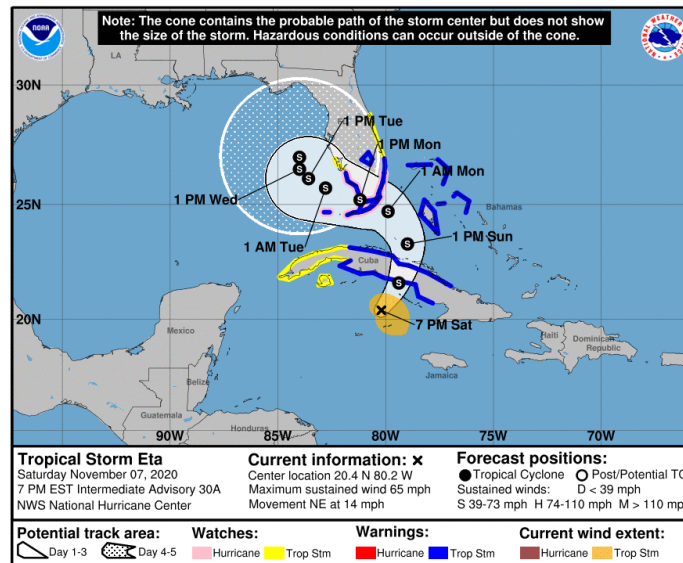 Note: The cone contains the probable path of the storm center but does not show
the size of the storm. Hazardous conditions can occur outside of the cone.
NOAA
NATIONAL WEATHER SERVICE
LA
30N
FL
1 PM Tue
1 PM Mon
1 AM Mon
1 PM Wed
25N
Bahamas
1 AM Tue
1 PM Sun
Cuba
7 PM Sat
20N
Mexico
Haiti
Dominican
Republic
Jamaica
Belize
Guatemala
Honduras
90W
85W
80W
75W
70W
S
S
S
S
S
S
S
S
S
Tropical Storm Eta
Saturday November 07, 2020
7 PM EST Intermediate Advisory 30A
NWS National Hurricane Center
Current information: ×
Center location 20.4 N 80.2 W
Maximum sustained wind 65 mph
Movement NE at 14 mph
Forecast positions:
Tropical Cyclone Post/Potential TC
Sustained winds: D < 39 mph
S 39-73 mph H 74-110 mph M > 110 mph
Potential track area:
Day 1-3 Day 4-5
Watches:
Hurricane Trop Stm
Warnings:
Hurricane Trop Stm
Current wind extent:
Hurricane Trop Stm